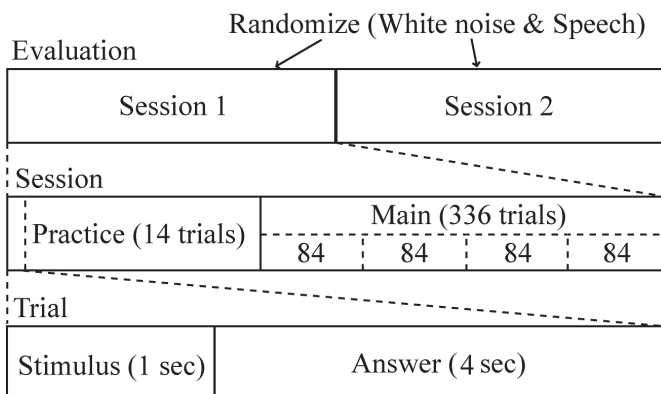 Randomize (White noise & Speech)
Evaluation
Session 1
Session 2
Session
Practice (14 trials)
Main (336 trials)
84
84
84
84
Trial
Stimulus (1 sec)
Answer (4 sec)